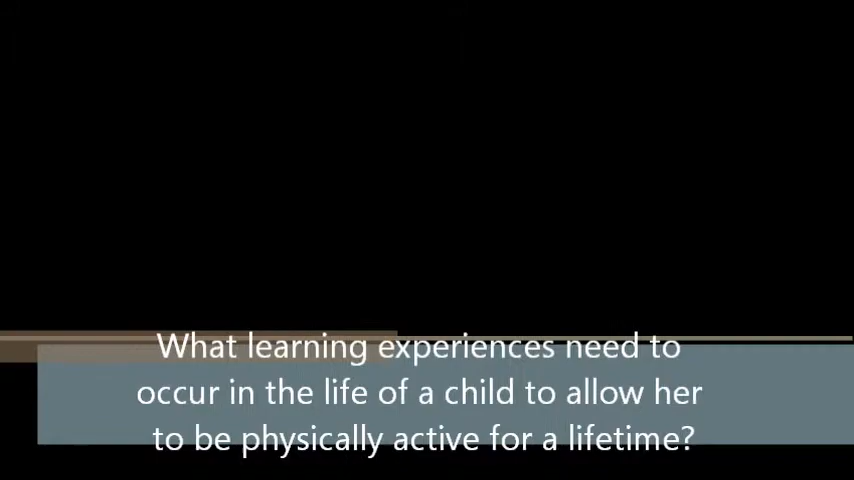 What learning experiences need to
occur in the life of a child to allow her
to be physically active for a lifetime?